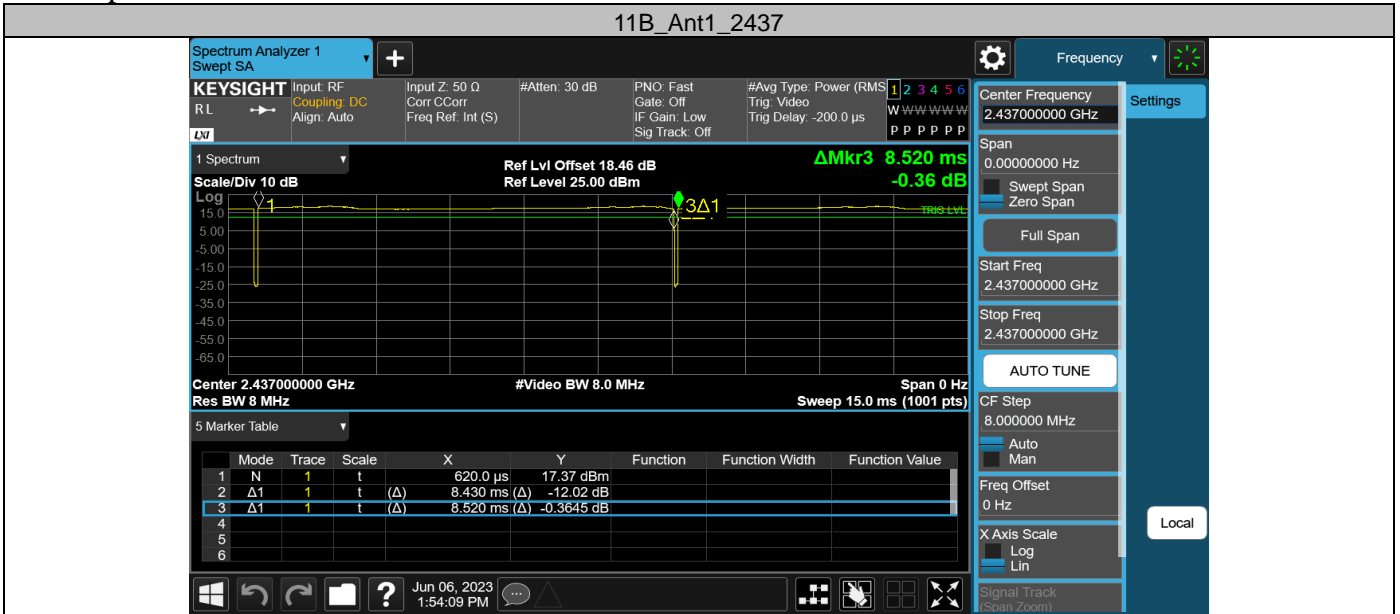 11B_Ant1_2437
Spectrum Analyzer 1
Swept SA
Frequency
KEYSIGHT
RL
LXI
Input: RF
Coupling: DC
Align: Auto
Input Z: 50 Ω
Corr CCorr
Freq Ref: Int (S)
#Atten: 30 dB
PNO: Fast
Gate: Off
IF Gain: Low
Sig Track: Off
#Avg Type: Power (RMS
Trig: Video
Trig Delay: -200.0 µs
1 2 3 4 5 6
W W W W W W
P P P P P P
1 Spectrum
Scale/Div 10 dB
Ref Lvl Offset 18.46 dB
Ref Level 25.00 dBm
ΔMkr3 8.520 ms
-0.36 dB
Log
15.0
5.00
-5.00
-15.0
-25.0
-35.0
-45.0
-55.0
-65.0
1
3Δ1
TRIG LVL
Center 2.437000000 GHz
#Video BW 8.0 MHz
Span 0 Hz
Res BW 8 MHz
Sweep 15.0 ms (1001 pts)
5 Marker Table
Mode Trace Scale X Y Function Function Width Function Value
1 N 1 t 620.0 µs 17.37 dBm
2 Δ1 1 t (Δ) 8.430 ms (Δ) -12.02 dB
3 Δ1 1 t (Δ) 8.520 ms (Δ) -0.3645 dB
4
5
6
Jun 06, 2023
1:54:09 PM
Center Frequency
2.437000000 GHz
Span
0.00000000 Hz
Swept Span
Zero Span
Full Span
Start Freq
2.437000000 GHz
Stop Freq
2.437000000 GHz
AUTO TUNE
CF Step
8.000000 MHz
Auto
Man
Freq Offset
0 Hz
X Axis Scale
Log
Lin
Signal Track
(Span Zoom)
Settings
Local